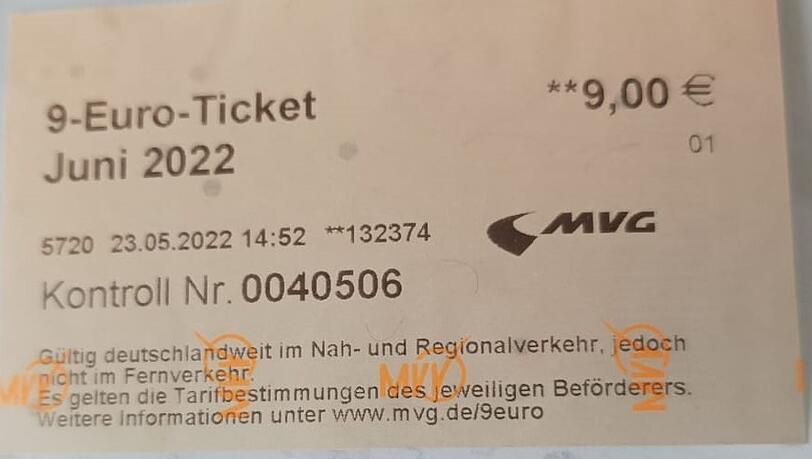 9-Euro-Ticket
**9,00 €
Juni 2022
01
5720 23.05.2022 14:52 **132374
MVG
Kontroll Nr. 0040506
Gültig deutschlandweit im Nah- und Regionalverkehr, jedoch
nicht im Fernverkehr.
Es gelten die Tarifbestimmungen des jeweiligen Beförderers.
Weitere Informationen unter www.mvg.de/9euro